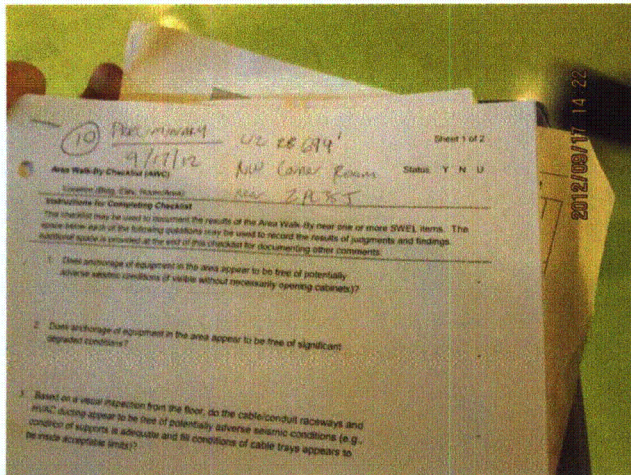 10 PRELIMINARY
9/17/12
U2 RB 694'
NW Corner Room
near
Sheet 1 of 2
Status: Y N U
Area Walk-By Checklist (AWC)
Location (Bldg, Elev, Room/Area):
Instructions for Completing Checklist
This checklist may be used to document the results of the Area Walk-By near one or more SWEL items. The
space below each of the following questions may be used to record the results of judgments and findings.
Additional space is provided at the end of this checklist for documenting other comments.
1. Does anchorage of equipment in the area appear to be free of potentially
adverse seismic conditions (if visible without necessarily opening cabinets)?
2. Does anchorage of equipment in the area appear to be free of significant
degraded conditions?
3. Based on a visual inspection from the floor, do the cable/conduit raceways and
HVAC ducting appear to be free of potentially adverse seismic conditions (e.g.,
condition of supports is adequate and fill conditions of cable trays appears to
be inside acceptable limits)?
2012/09/17 14 22